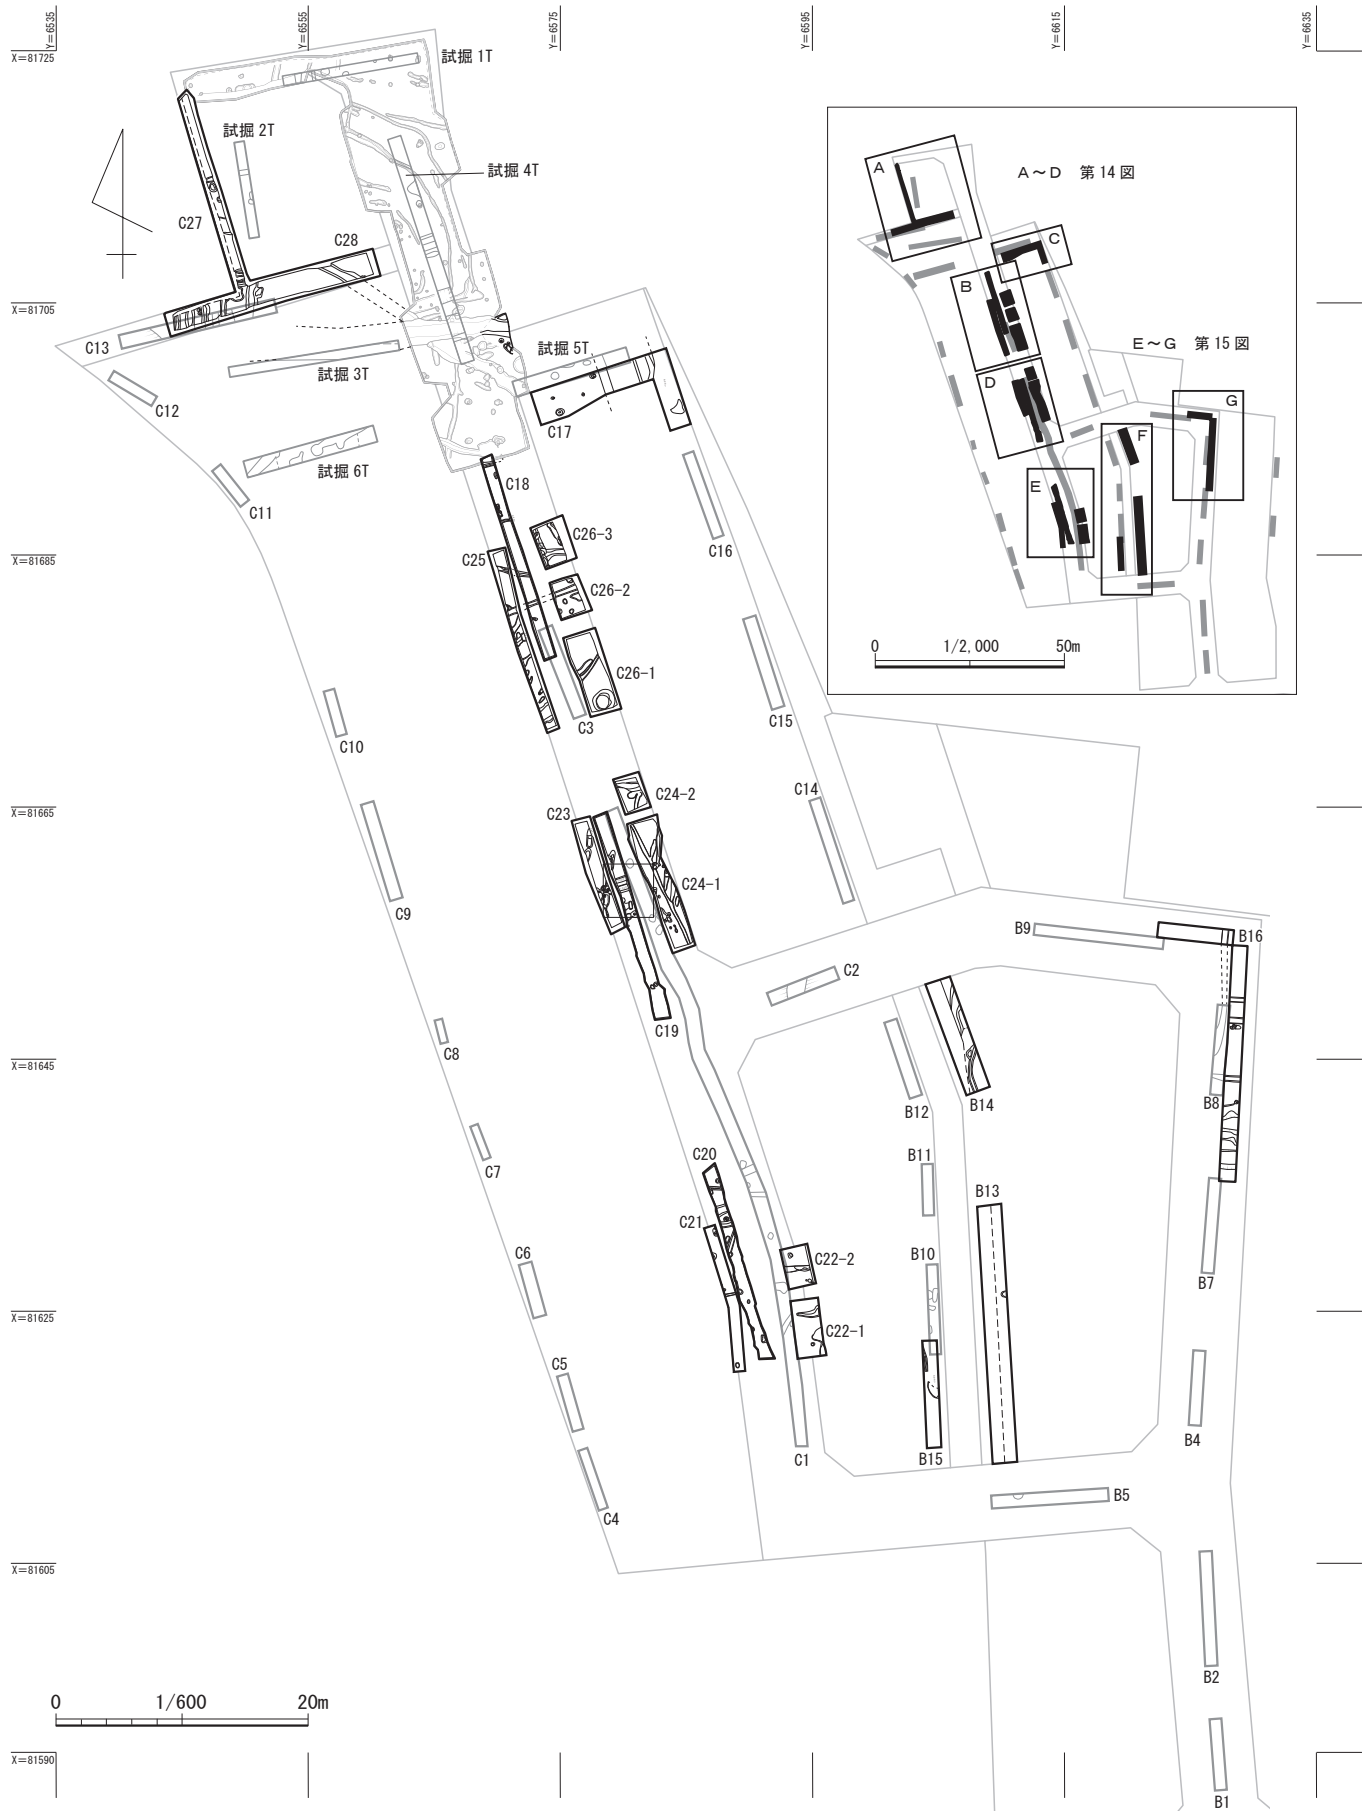 Y=6535
Y=6555
Y=6575
Y=6595
Y=6615
Y=6635
X=81725
試掘 1T
試掘 2T
試掘 4T
A
A～D 第 14 図
C27
C28
C
B
X=81705
C13
試掘 3T
試掘 5T
E～G 第 15 図
C12
C17
D
G
試掘 6T
C18
F
C11
C26-3
C16
E
X=81685
C25
C26-2
0 1/2,000 50m
C26-1
C3
C15
C10
C24-2
C14
X=81665
C23
C24-1
C9
B9
B16
C2
C19
X=81645
C8
B12
B14
B8
C20
C7
B11
B13
C21
C6
C22-2
B10
B7
X=81625
C22-1
C5
B4
C1
B15
B5
C4
X=81605
B2
0 1/600 20m
X=81590
B1